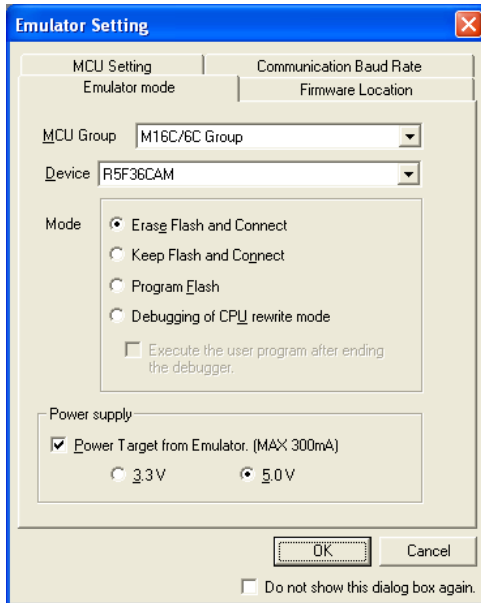 Emulator Setting
MCU Setting
Communication Baud Rate
Emulator mode
Firmware Location
MCU Group
M16C/6C Group
Device
R5F36CAM
Mode
Erase Flash and Connect
Keep Flash and Connect
Program Flash
Debugging of CPU rewrite mode
Execute the user program after ending
the debugger.
Power supply
Power Target from Emulator. (MAX 300mA)
3.3 V
5.0 V
OK
Cancel
Do not show this dialog box again.